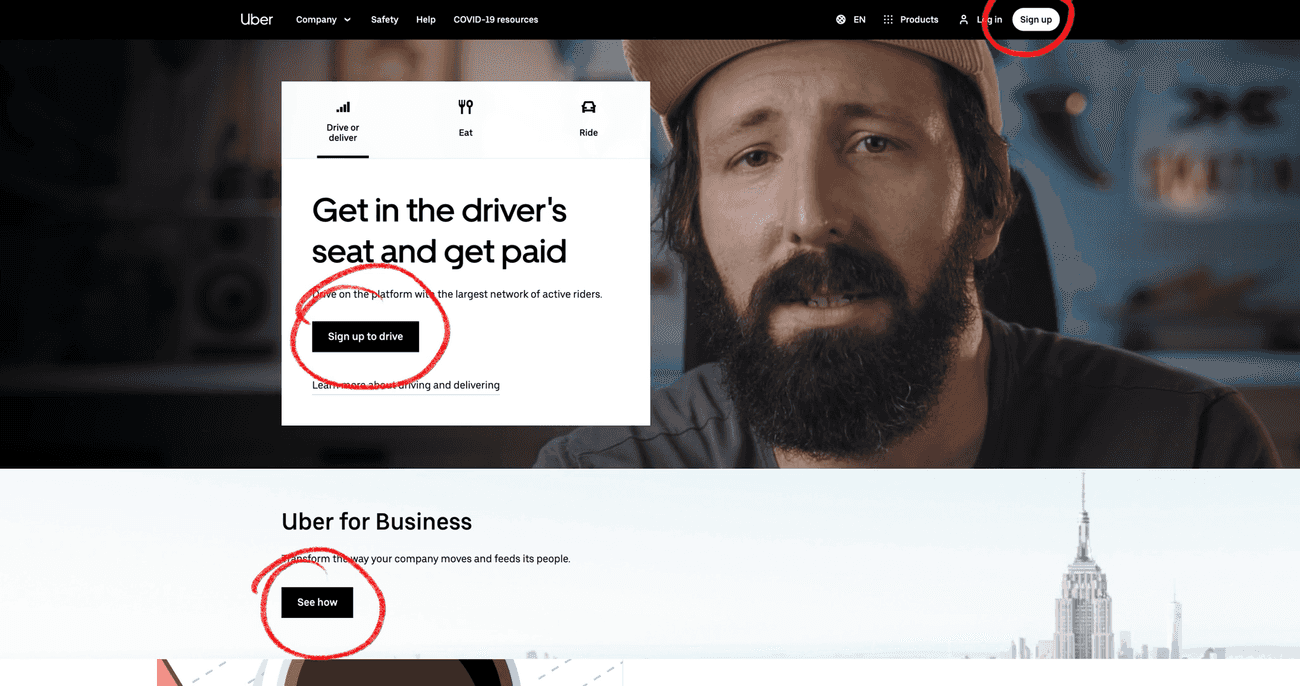 Uber Company Safety Help COVID-19 resources EN Products Log in Sign up
Drive or
deliver
Eat
Ride
Get in the driver's
seat and get paid
Drive on the platform with the largest network of active riders.
Sign up to drive
Learn more about driving and delivering
Uber for Business
Transform the way your company moves and feeds its people.
See how